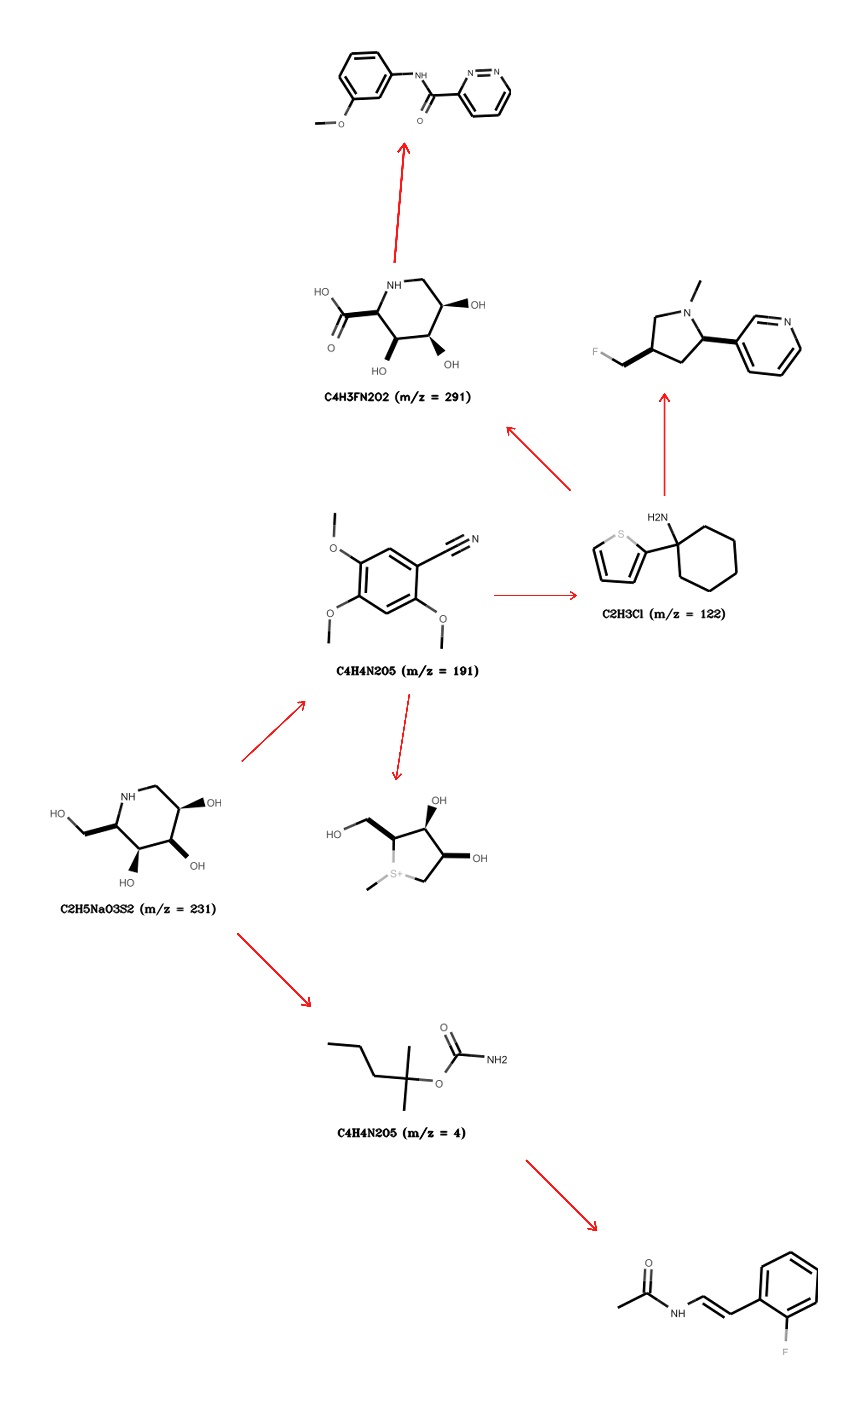 NH
N
N
O
O
HO
NH
OH
O
HO
OH
C4H3FN2O2 (m/z = 291)
N
N
F
O
N
O
O
C4H4N2O5 (m/z = 191)
H2N
S
C2H3Cl (m/z = 122)
HO
NH
OH
OH
HO
C2H5NaO3S2 (m/z = 231)
OH
HO
OH
S+
O
NH2
O
C4H4N2O5 (m/z = 4)
O
NH
F